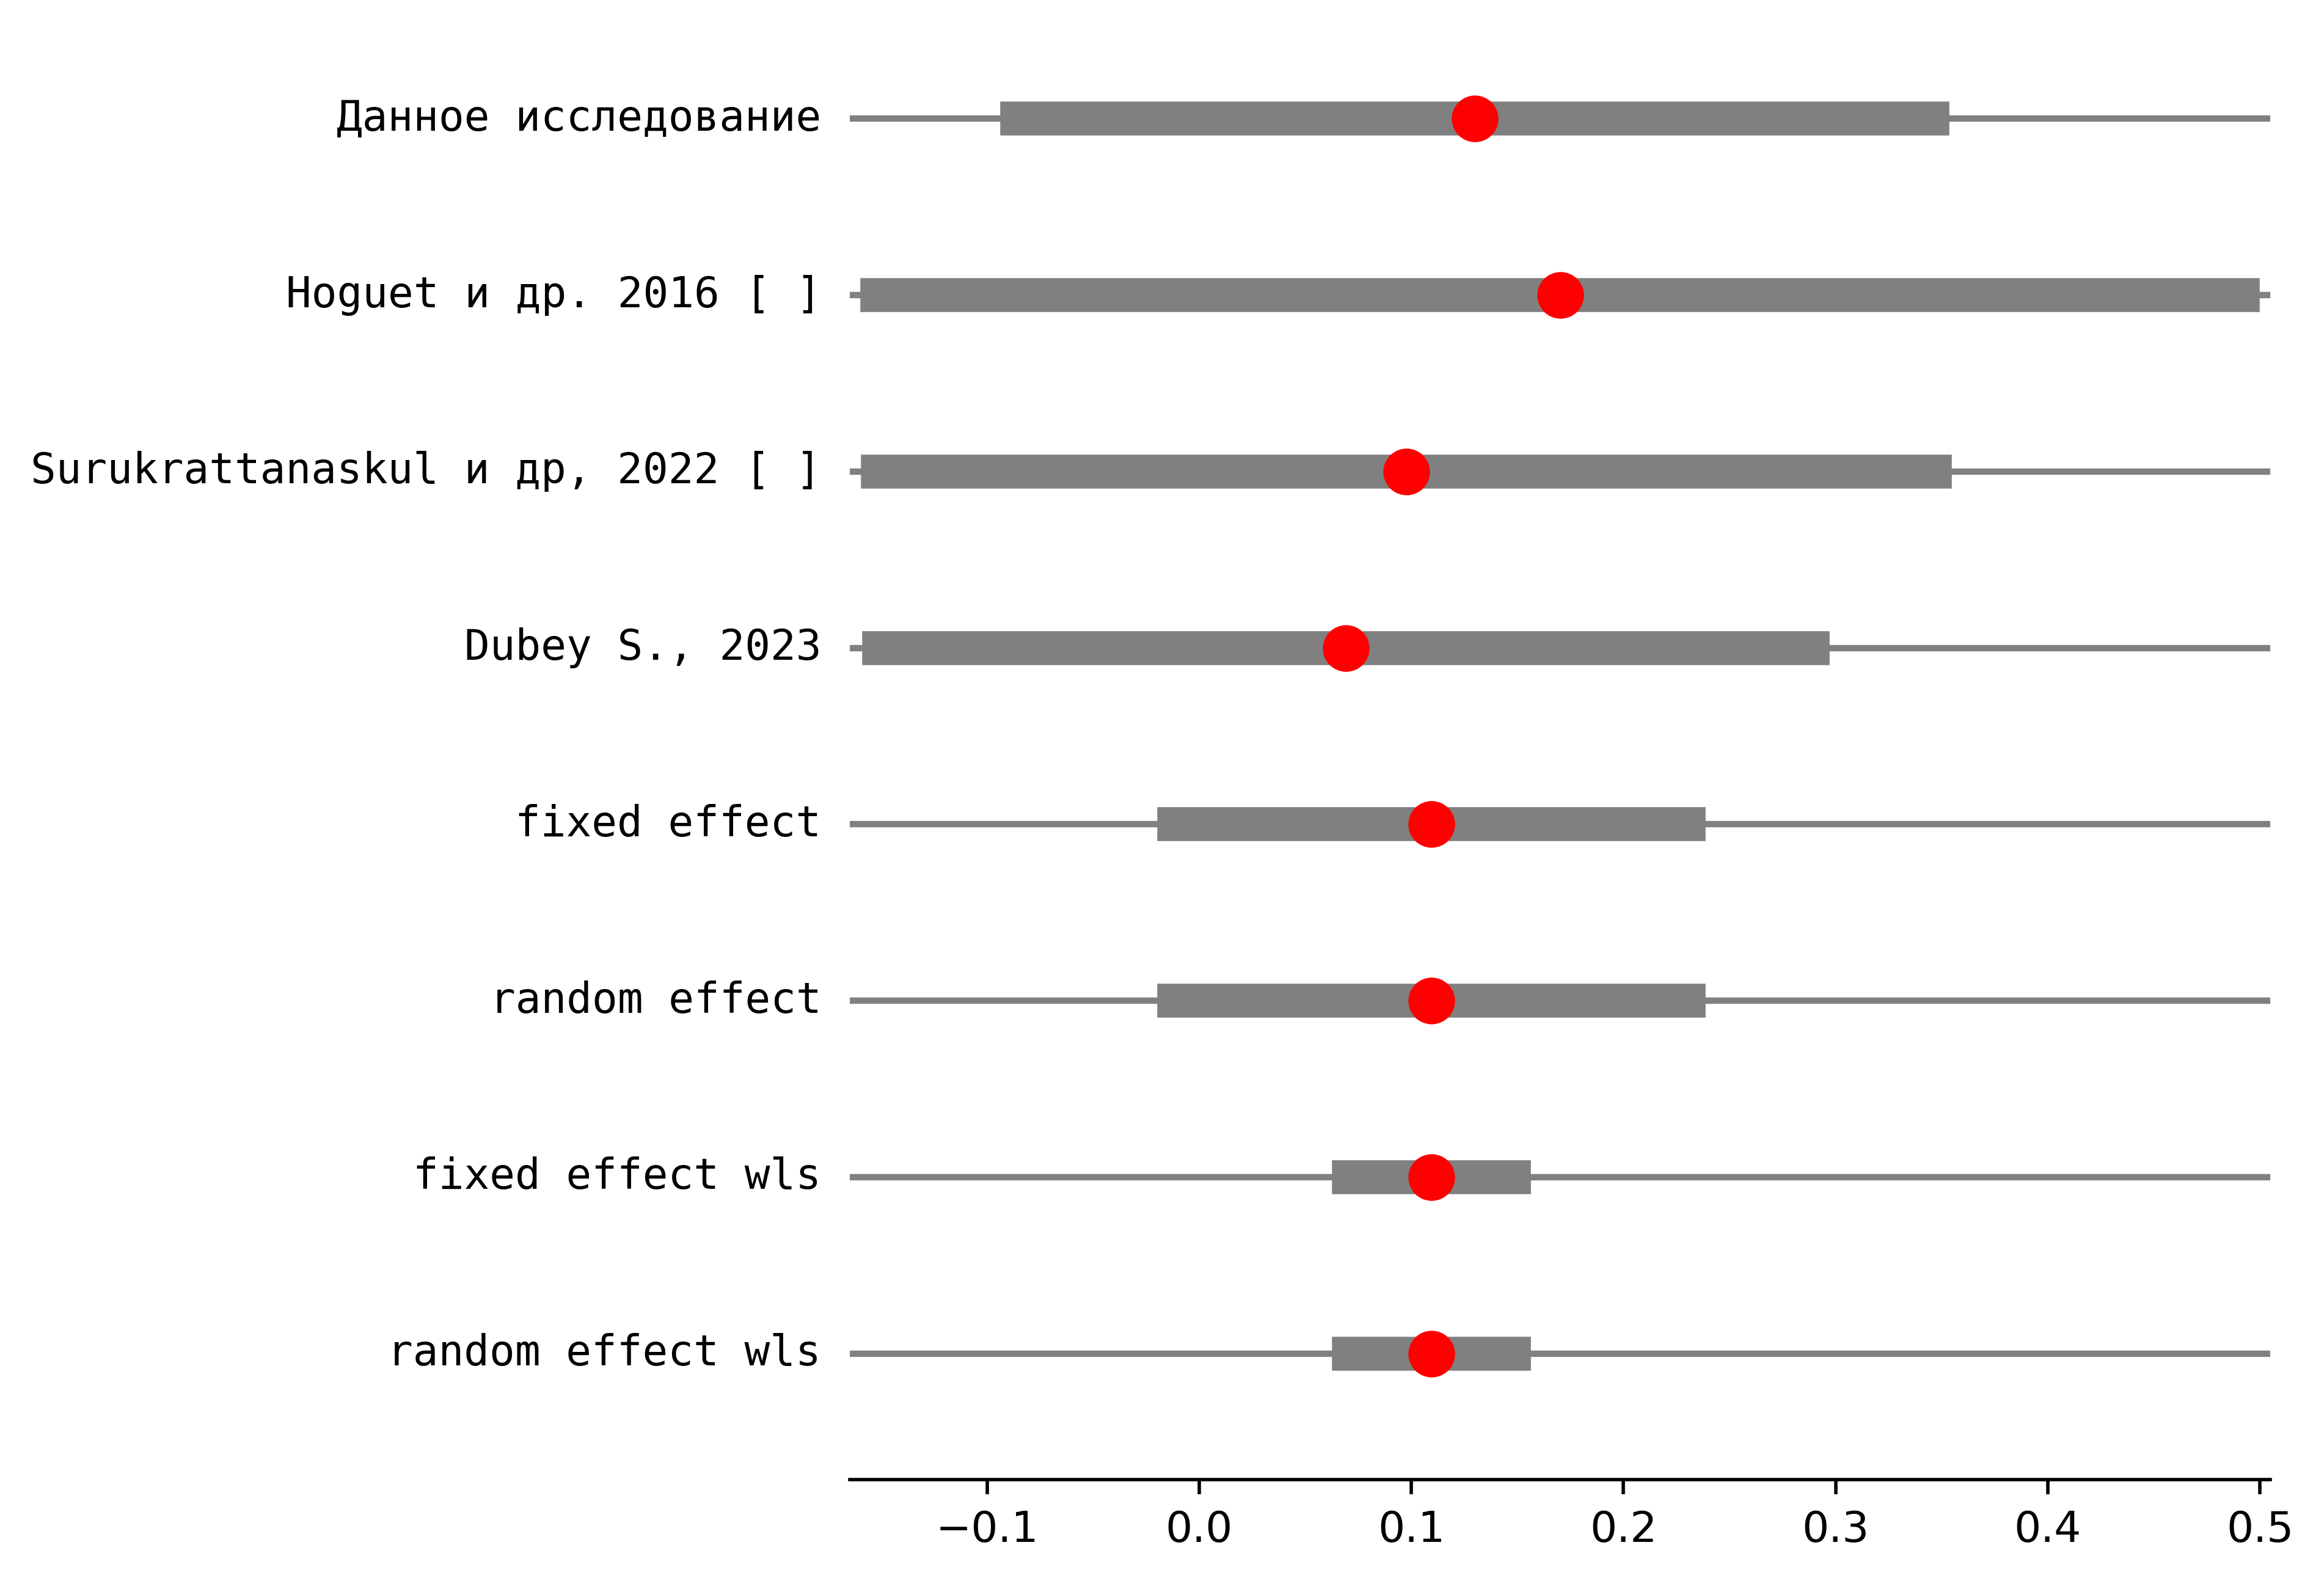 Данное исследование
Hoguet и др. 2016 [ ]
Surukrattanaskul и др, 2022 [ ]
Dubey S., 2023
fixed effect
random effect
fixed effect wls
random effect wls
−0.1 0.0 0.1 0.2 0.3 0.4 0.5